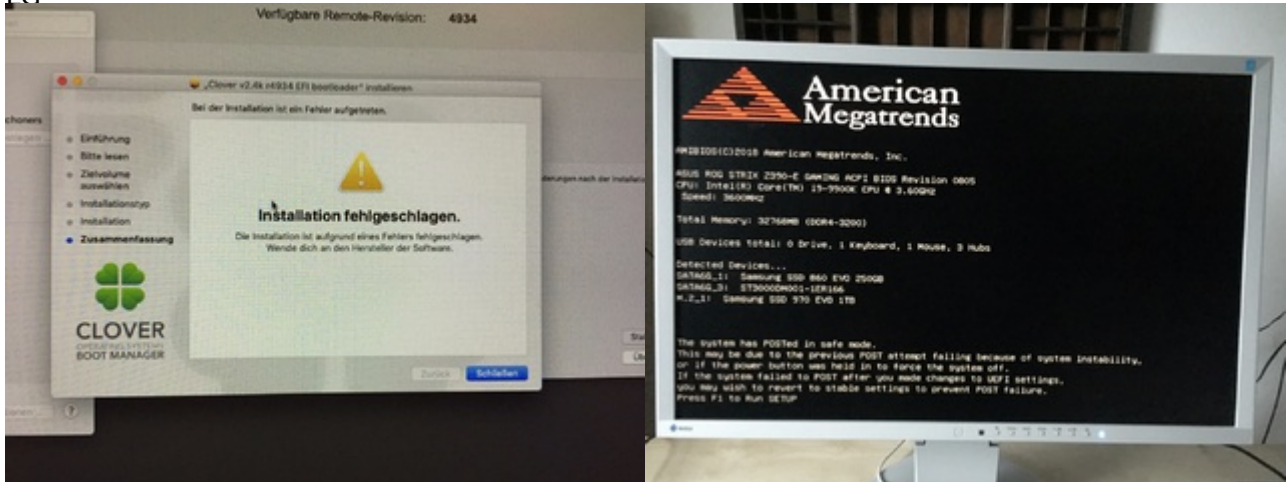 Verfügbare Remote-Revision: 4934
„Clover v2.4k r4934 EFI bootloader“ installieren
Bei der Installation ist ein Fehler aufgetreten.
Einführung
Bitte lesen
Zielvolume
auswählen
Installationstyp
Installation
Zusammenfassung
Installation fehlgeschlagen.
Die Installation ist aufgrund eines Fehlers fehlgeschlagen.
Wende dich an den Hersteller der Software.
CLOVER
OPERATING SYSTEMS
BOOT MANAGER
Zurück
Schließen
?
American
Megatrends
AMIBIOS(C)2018 American Megatrends, Inc.
ASUS ROG STRIX Z390-E GAMING ACPI BIOS Revision 0805
CPU: Intel(R) Core(TM) i9-9900K CPU @ 3.60GHz
Speed: 3600MHz
Total Memory: 32768MB (DDR4-3200)
USB Devices total: 0 Drive, 1 Keyboard, 1 Mouse, 3 Hubs
Detected Devices...
SATA6G_1: Samsung SSD 860 EVO 250GB
SATA6G_3: ST3000DM001-1ER166
M.2_1: Samsung SSD 970 EVO 1TB
The system has POSTed in safe mode.
This may be due to the previous POST attempt failing because of system instability,
or if the power button was held in to force the system off.
If the system failed to POST after you made changes to UEFI settings,
you may wish to revert to stable settings to prevent POST failure.
Press F1 to Run SETUP